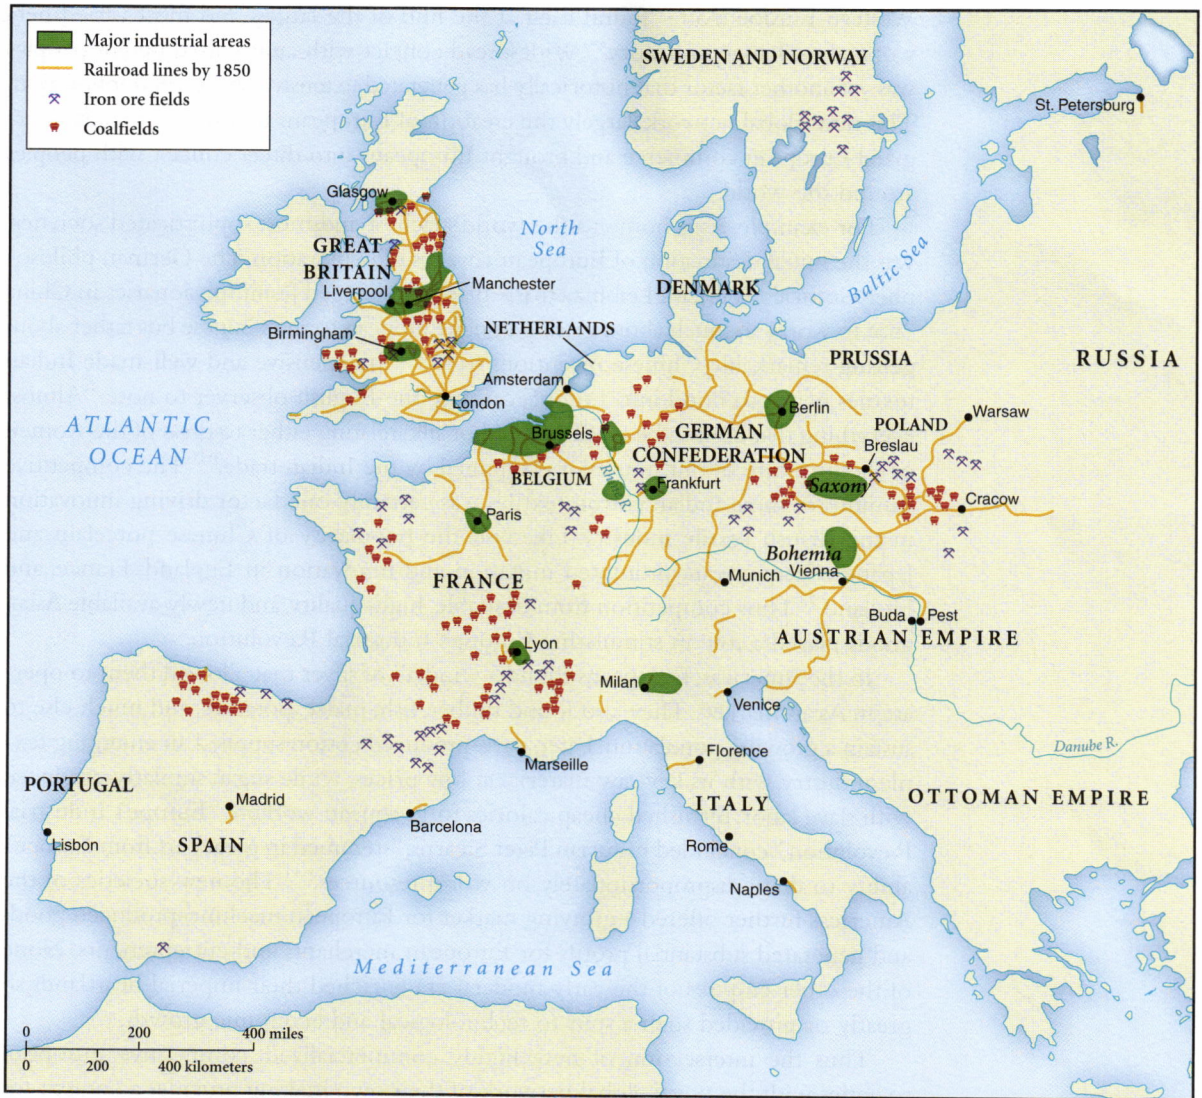 Major industrial areas
Railroad lines by 1850
Iron ore fields
Coalfields
SWEDEN AND NORWAY
St. Petersburg
Glasgow
North
Sea
GREAT
BRITAIN
Baltic Sea
Liverpool
Manchester
DENMARK
Birmingham
NETHERLANDS
PRUSSIA
RUSSIA
Amsterdam
London
Berlin
Warsaw
ATLANTIC
OCEAN
Brussels
GERMAN
CONFEDERATION
POLAND
Breslau
BELGIUM
Rhine R.
Frankfurt
Saxony
Cracow
Paris
Bohemia
Vienna
FRANCE
Munich
Buda
Pest
AUSTRIAN EMPIRE
Lyon
Milan
Venice
Danube R.
Marseille
Florence
PORTUGAL
Madrid
Barcelona
ITALY
OTTOMAN EMPIRE
Lisbon
SPAIN
Rome
Naples
Mediterranean Sea
0 200 400 miles
0 200 400 kilometers